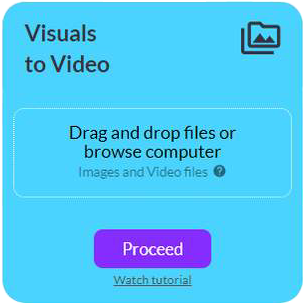 Visuals
to Video
Drag and drop files or
browse computer
Images and Video files ?
Proceed
Watch tutorial